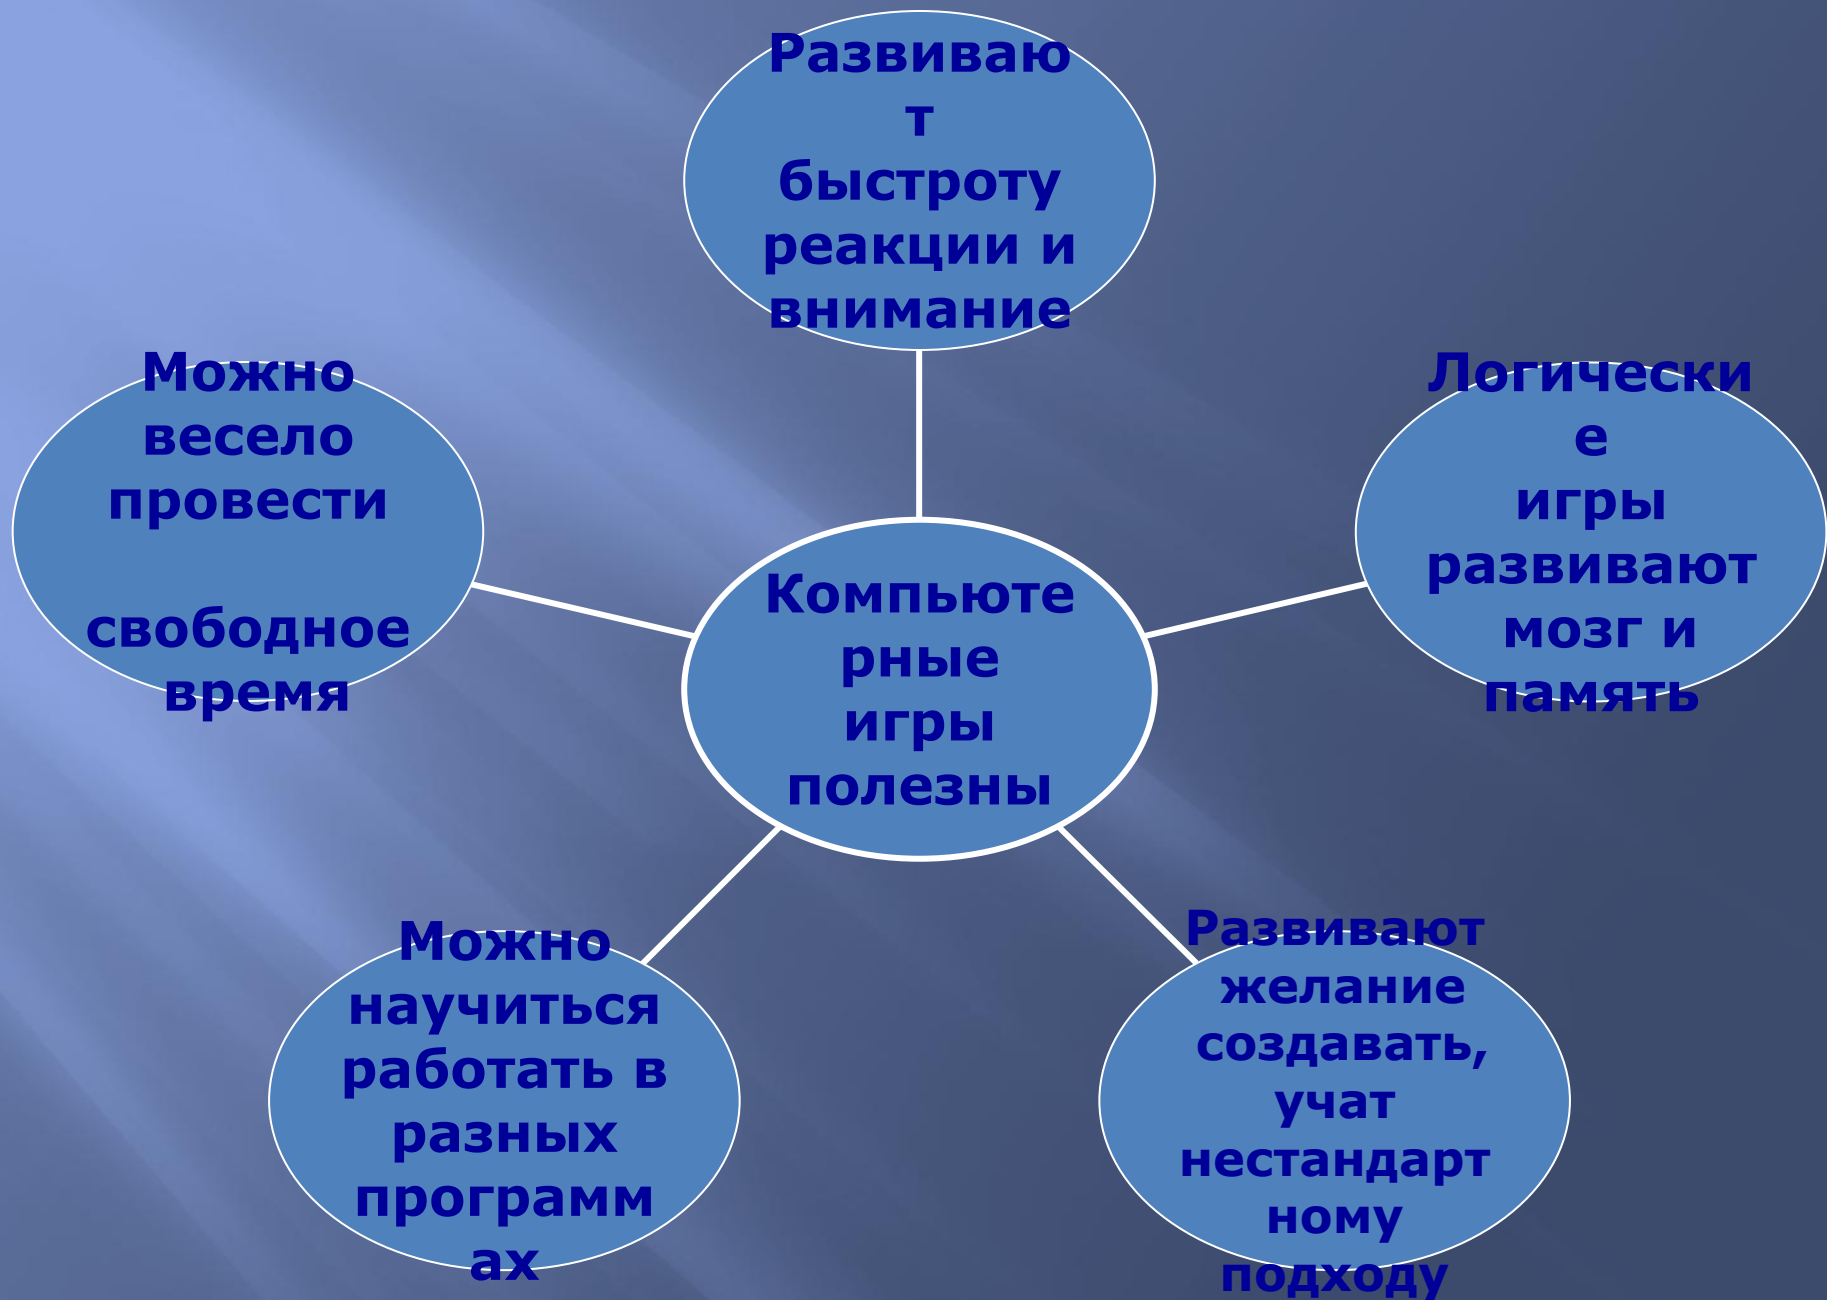 Развиваю
т
быстроту
реакции и
внимание
Можно
весело
провести
свободное
время
Логически
е
игры
развивают
мозг и
память
Компьюте
рные
игры
полезны
Можно
научиться
работать в
разных
программ
ах
Развивают
желание
создавать,
учат
нестандарт
ному
подходу